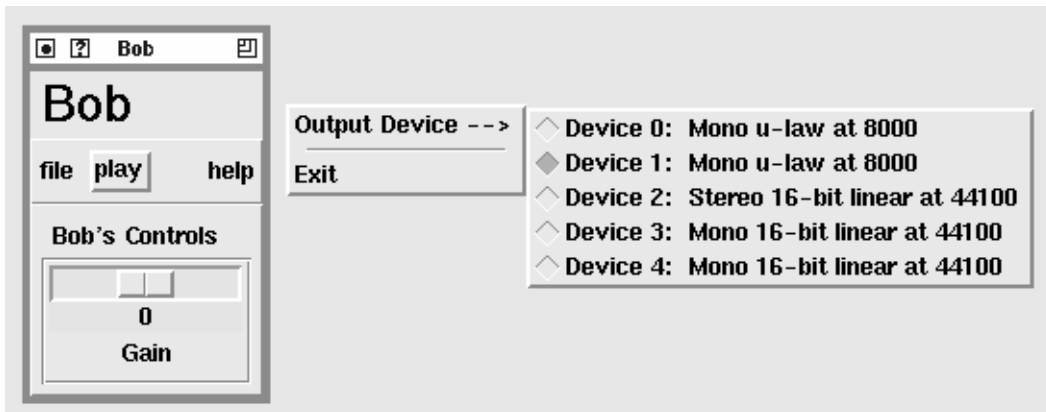 Bob
Bob
file play help
Bob's Controls
0
Gain
Output Device -->
Exit
Device 0: Mono u-law at 8000
Device 1: Mono u-law at 8000
Device 2: Stereo 16-bit linear at 44100
Device 3: Mono 16-bit linear at 44100
Device 4: Mono 16-bit linear at 44100